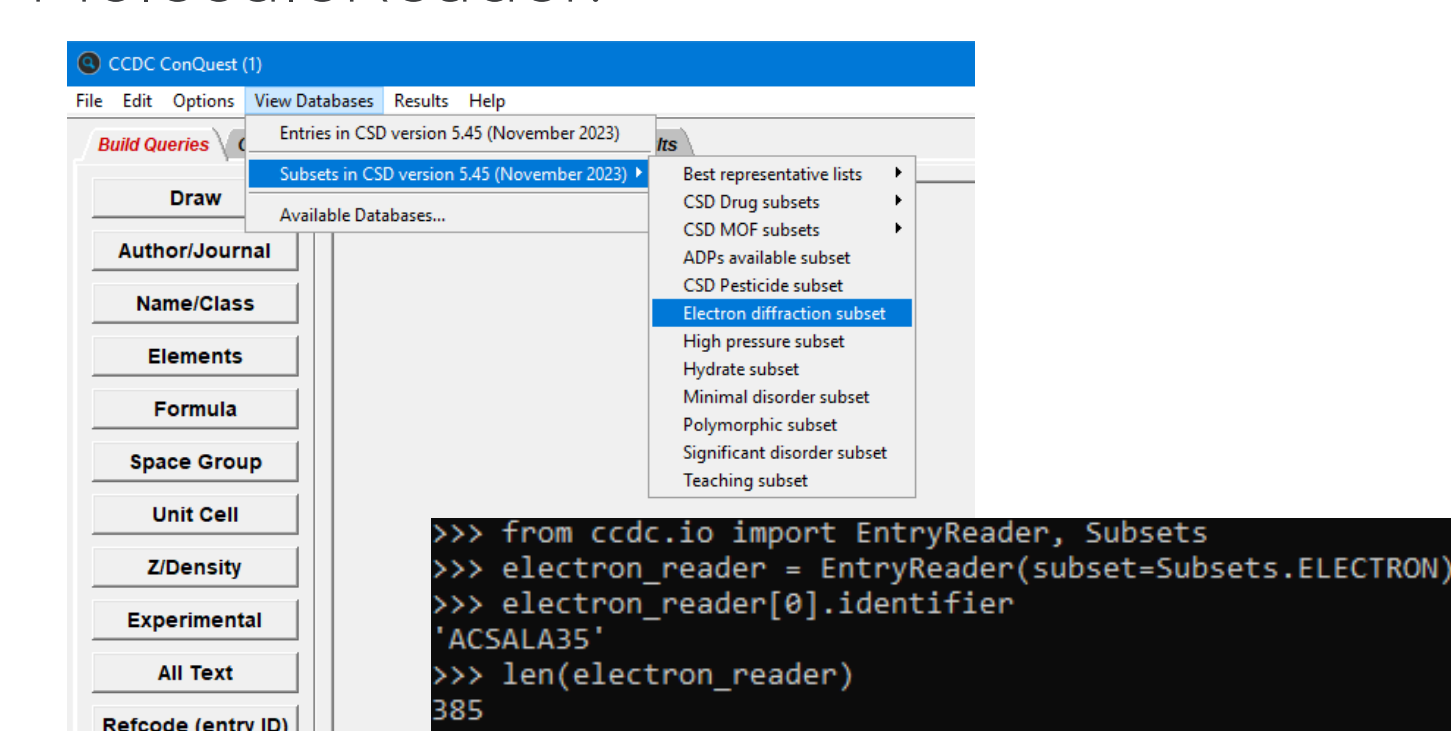 CCDC ConQuest (1)
File Edit Options View Databases Results Help
Build Queries
Entries in CSD version 5.45 (November 2023)
Subsets in CSD version 5.45 (November 2023)
Available Databases...
Best representative lists
CSD Drug subsets
CSD MOF subsets
ADPs available subset
CSD Pesticide subset
Electron diffraction subset
High pressure subset
Hydrate subset
Minimal disorder subset
Polymorphic subset
Significant disorder subset
Teaching subset
Draw
Author/Journal
Name/Class
Elements
Formula
Space Group
Unit Cell
Z/Density
Experimental
All Text
Refcode (entry ID)
>>> from ccdc.io import EntryReader, Subsets
>>> electron_reader = EntryReader(subset=Subsets.ELECTRON)
>>> electron_reader[0].identifier
'ACSALA35'
>>> len(electron_reader)
385